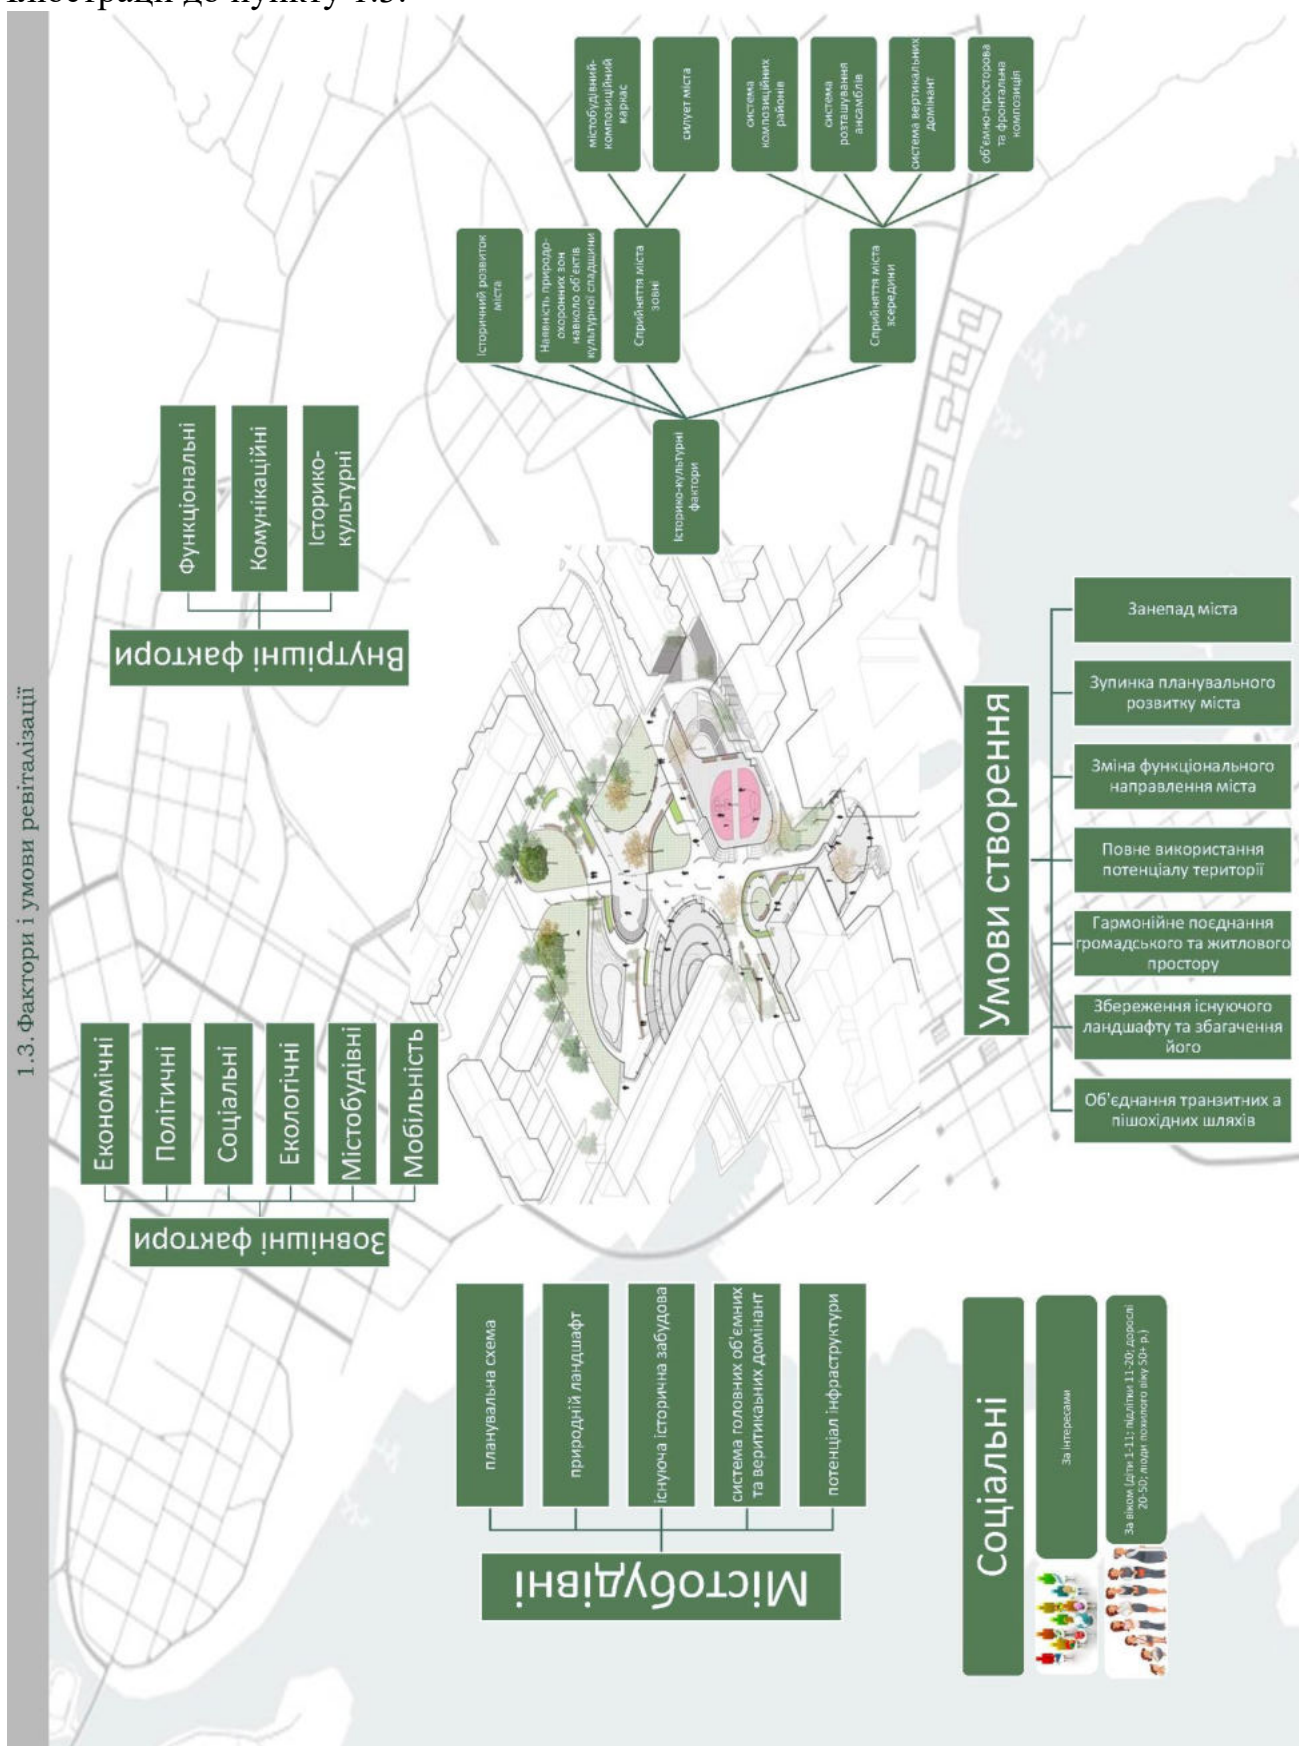 Ілюстрації до пункту 1.3.
1.3. Фактори і умови ревіталізації
Зовнішні фактори
Економічні
Політичні
Соціальні
Екологічні
Містобудівні
Мобільність
Внутрішні фактори
Функціональні
Комунікаційні
Історико-
культурні
Містобудівні
планувальна схема
природній ландшафт
існуюча історична забудова
система головних об'ємних
та веритикаьних домінант
потенціал інфраструктури
Історико-культурні
фактори
Історичний розвиток
міста
Наявність природо-
охоронних зон
навколо об'єктів
культурної спадщини
Сприйняття міста
зовні
Сприйняття міста
зсередини
містобудівний-
композиційний
каркас
силует міста
система
композиційних
районів
система
розташування
ансамблів
система вертикальних
домінант
об'ємно-просторова
та фронтальна
композиція
Соціальні
За інтересами
За віком (діти 1-11; підлітки 11-20; дорослі
20-50; люди похилого віку 50+ р.)
Умови створення
Занепад міста
Зупинка планувального
розвитку міста
Зміна функціонального
направлення міста
Повне використання
потенціалу території
Гармонійне поєднання
громадського та житлового
простору
Збереження існуючого
ландшафту та збагачення
його
Об'єднання транзитних а
пішохідних шляхів